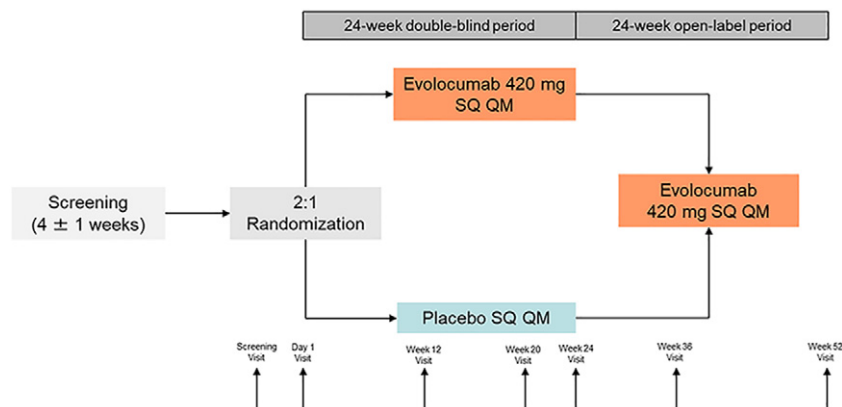 24-week double-blind period
24-week open-label period
Evolocumab 420 mg
SQ QM
Screening
(4 ± 1 weeks)
2:1
Randomization
Evolocumab
420 mg SQ QM
Placebo SQ QM
Screening
Visit
Day 1
Visit
Week 12
Visit
Week 20
Visit
Week 24
Visit
Week 36
Visit
Week 52
Visit